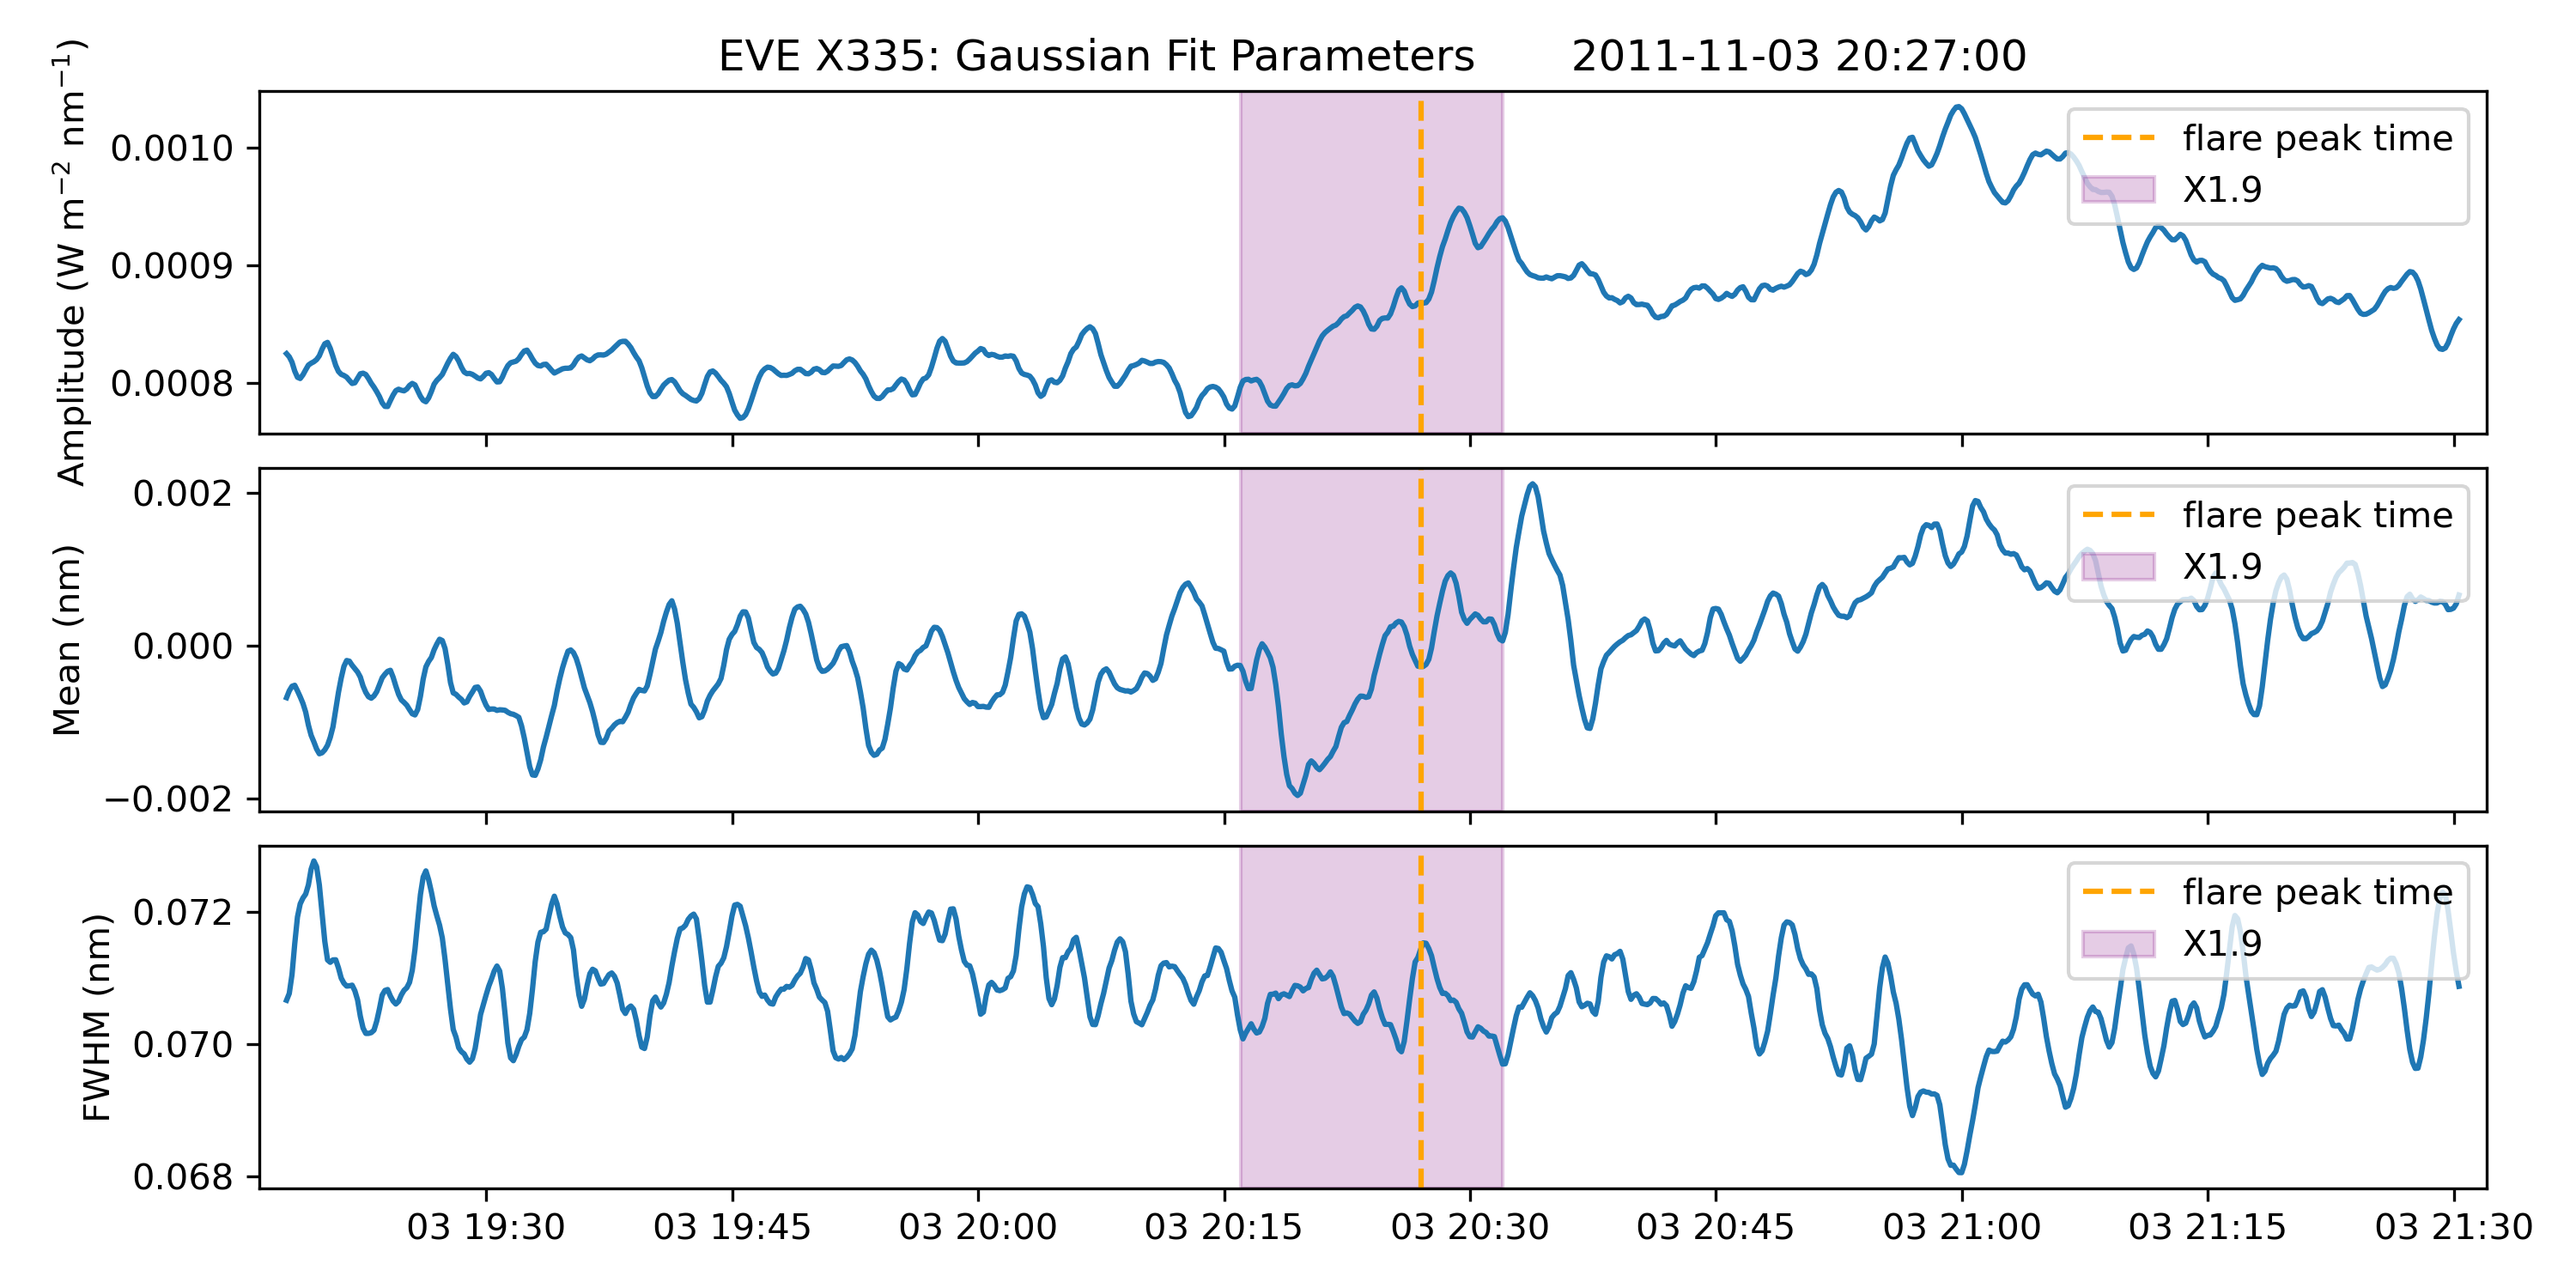 EVE X335: Gaussian Fit Parameters 2011-11-03 20:27:00
Amplitude (W m⁻² nm⁻¹)
0.0010
0.0009
0.0008
flare peak time
X1.9
Mean (nm)
0.002
0.000
−0.002
flare peak time
X1.9
FWHM (nm)
0.072
0.070
0.068
flare peak time
X1.9
03 19:30 03 19:45 03 20:00 03 20:15 03 20:30 03 20:45 03 21:00 03 21:15 03 21:30